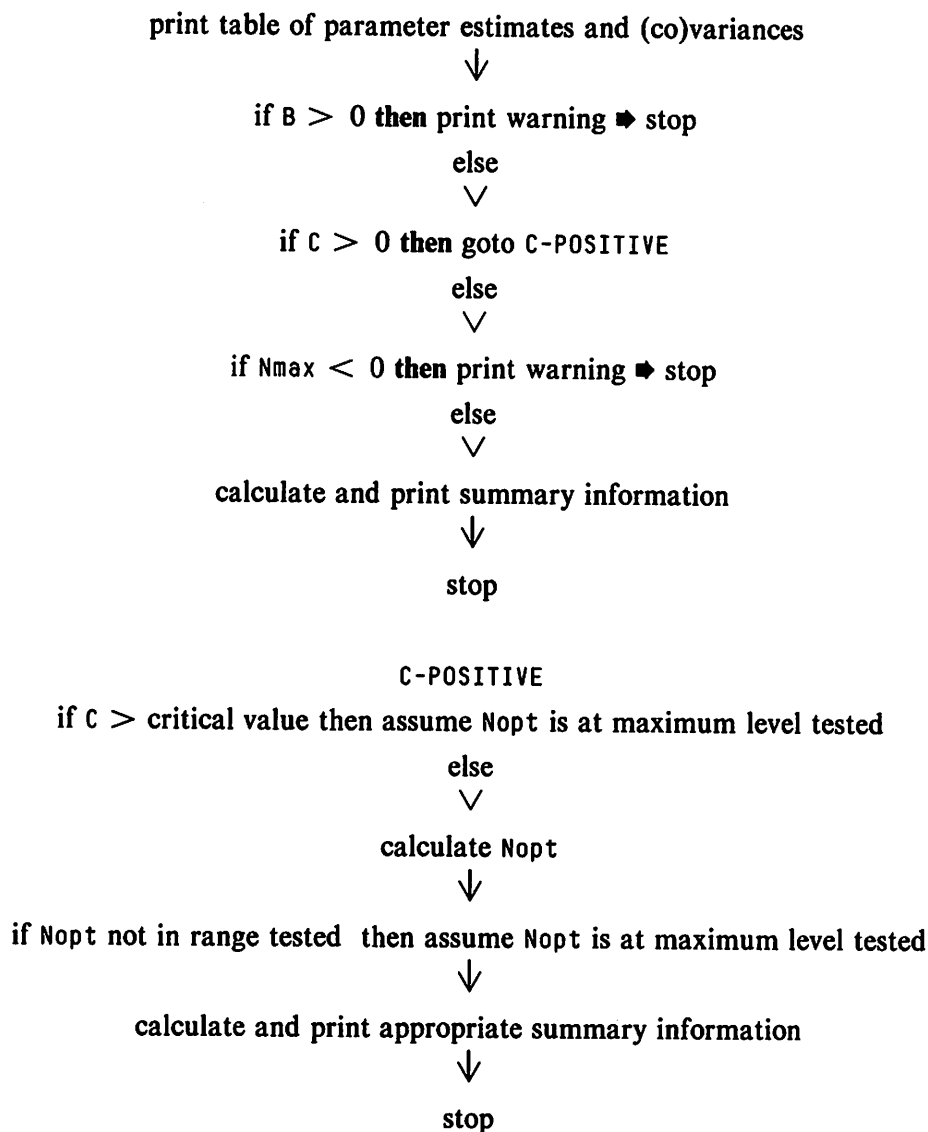 print table of parameter estimates and (co)variances
↓
if B > 0 then print warning ➡ stop
else
∨
if C > 0 then goto C-POSITIVE
else
∨
if Nmax < 0 then print warning ➡ stop
else
∨
calculate and print summary information
↓
stop
C-POSITIVE
if C > critical value then assume Nopt is at maximum level tested
else
∨
calculate Nopt
↓
if Nopt not in range tested then assume Nopt is at maximum level tested
↓
calculate and print appropriate summary information
↓
stop